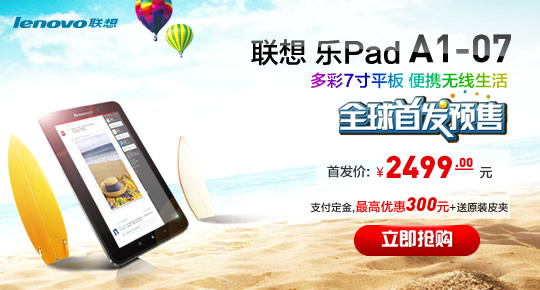 lenovo联想
联想 乐Pad A1-07
多彩7寸平板 便携无线生活
全球首发预售
首发价: ¥2499.00 元
支付定金,最高优惠300元+送原装皮夹
立即抢购